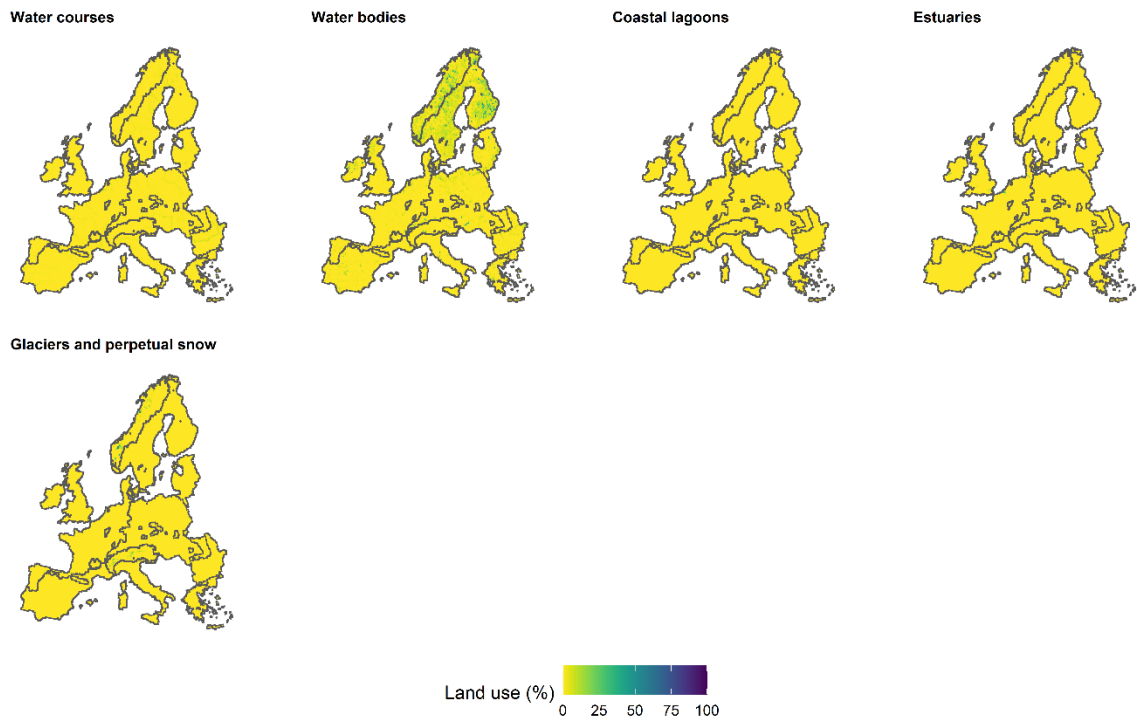 Water courses
Water bodies
Coastal lagoons
Estuaries
Glaciers and perpetual snow
Land use (%)
0 25 50 75 100